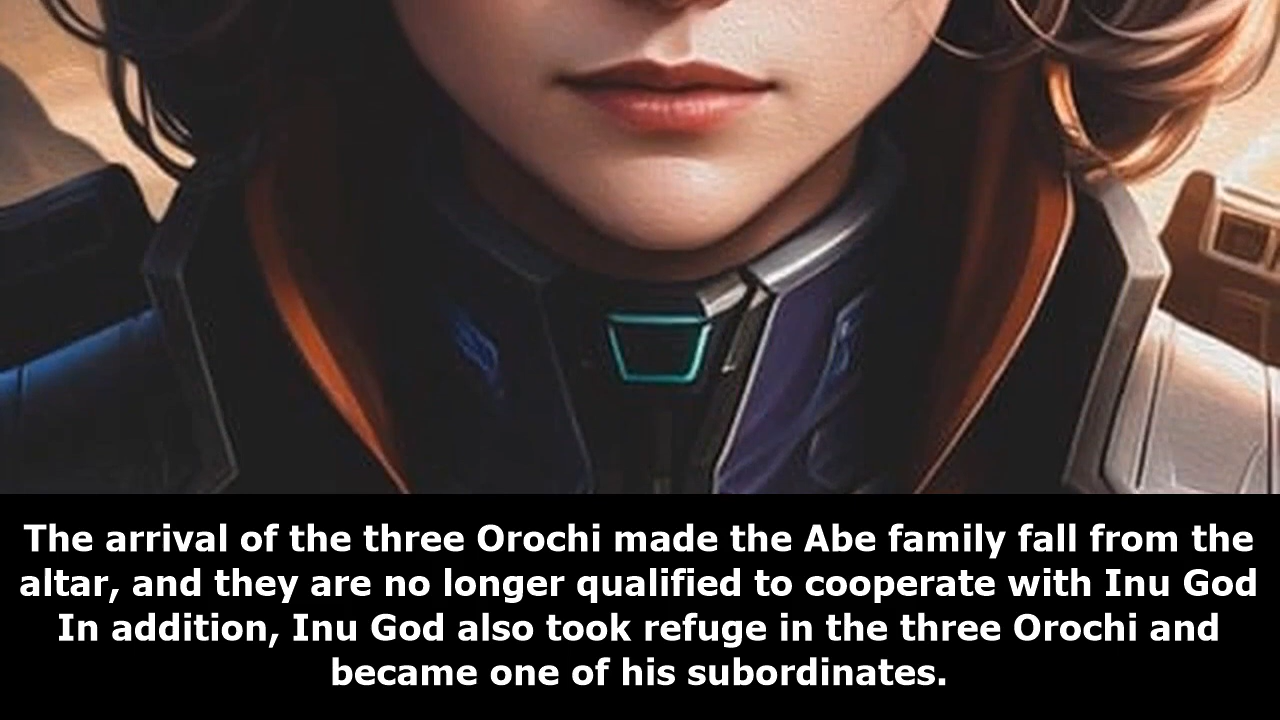 The arrival of the three Orochi made the Abe family fall from the
altar, and they are no longer qualified to cooperate with Inu God
In addition, Inu God also took refuge in the three Orochi and
became one of his subordinates.